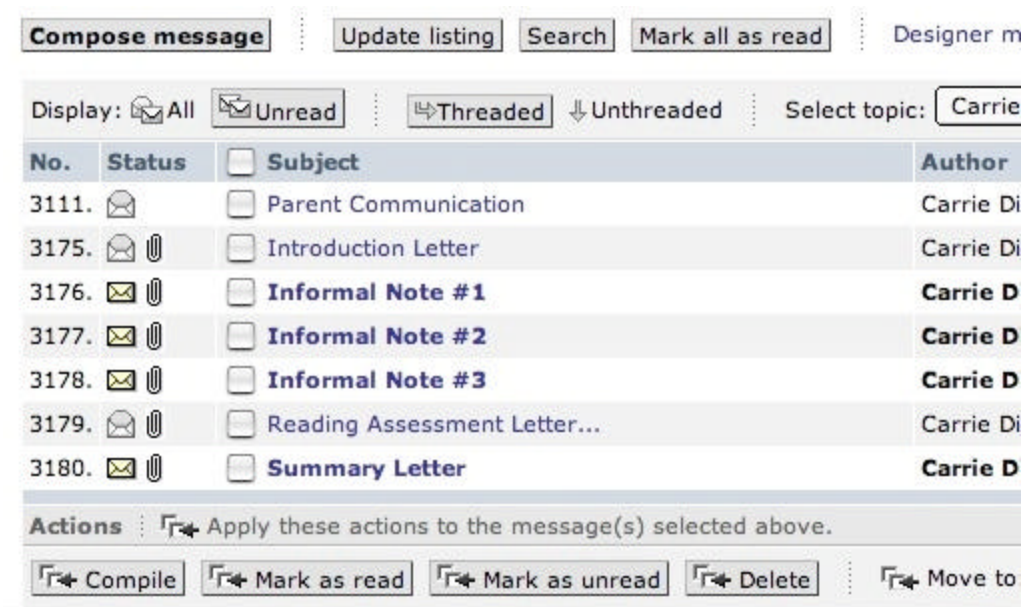 Compose message Update listing Search Mark all as read Designer m
Display: All Unread Threaded Unthreaded Select topic: Carrie
No. Status Subject Author
3111. Parent Communication Carrie Di
3175. Introduction Letter Carrie Di
3176. Informal Note #1 Carrie D
3177. Informal Note #2 Carrie D
3178. Informal Note #3 Carrie D
3179. Reading Assessment Letter... Carrie Di
3180. Summary Letter Carrie D
Actions Apply these actions to the message(s) selected above.
Compile Mark as read Mark as unread Delete Move to